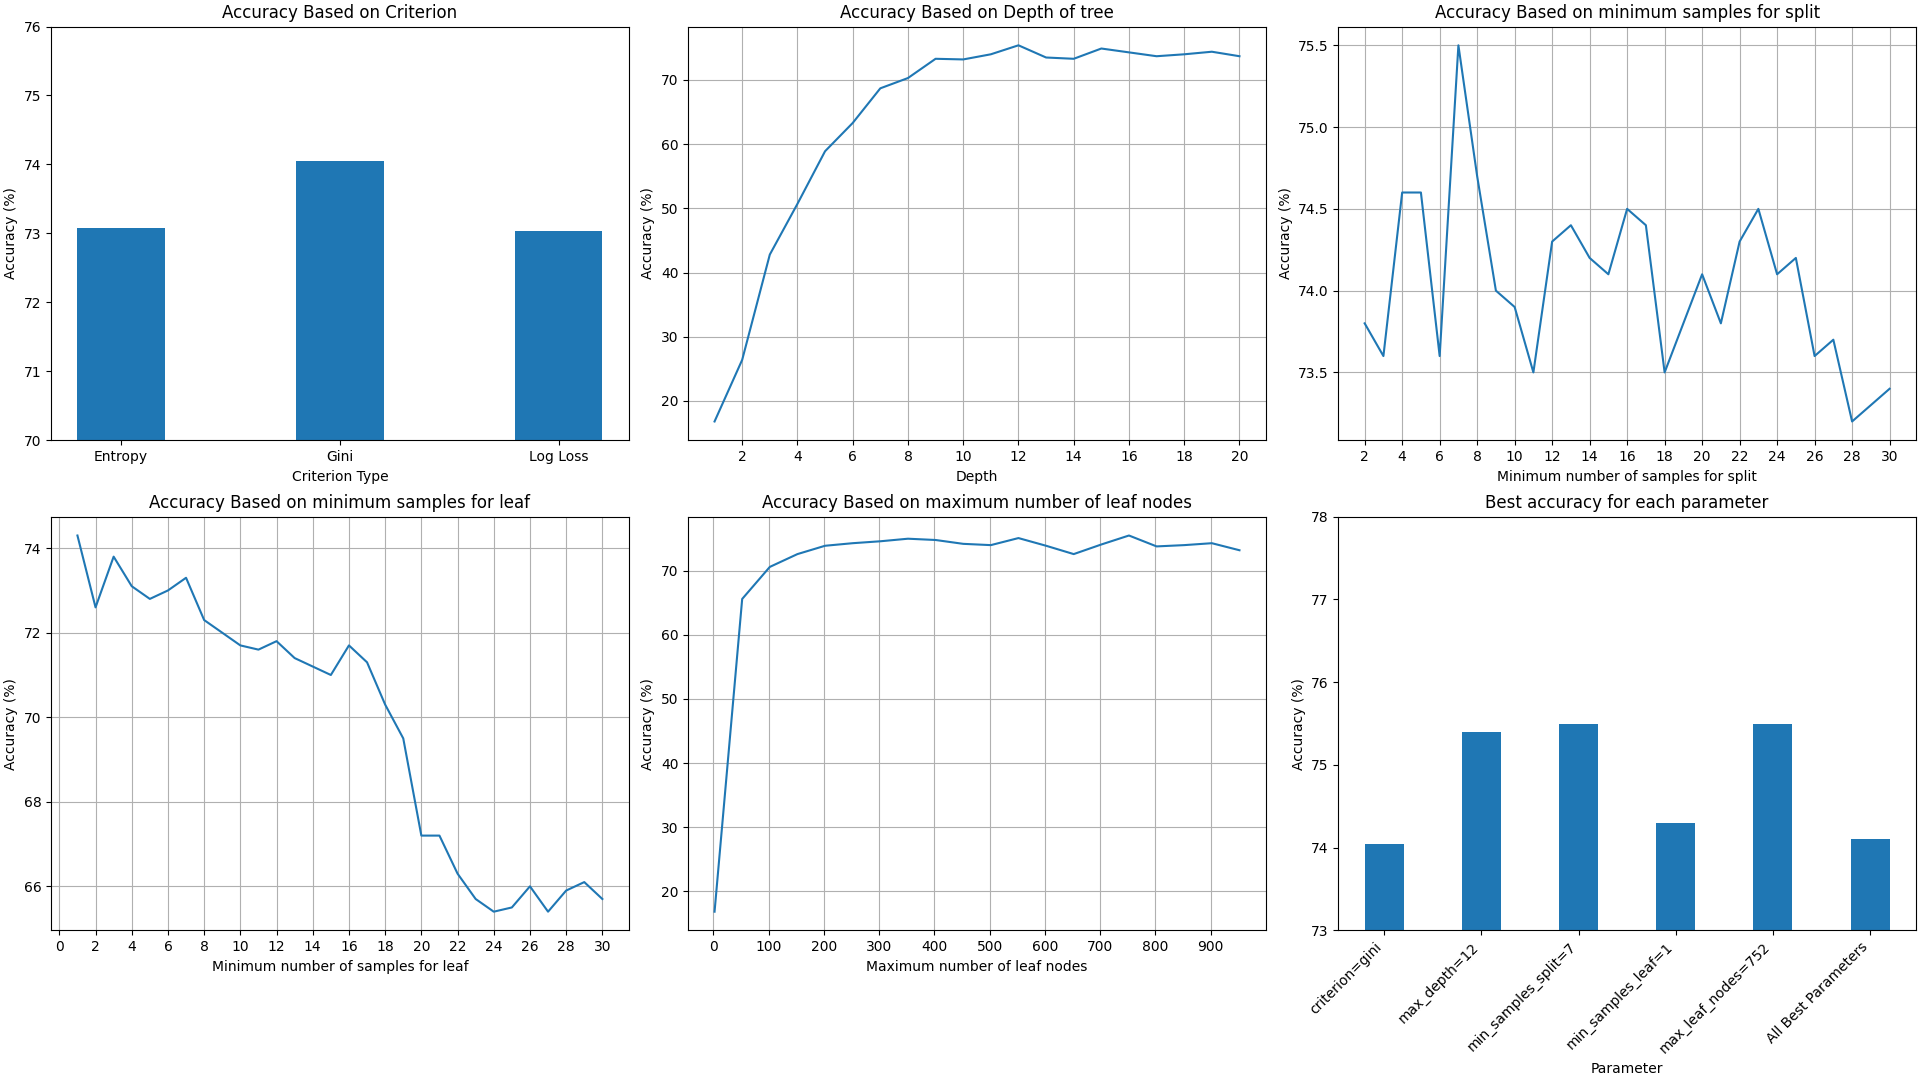 Accuracy Based on Criterion
76
75
74
73
72
71
70
Accuracy (%)
Entropy Gini Log Loss
Criterion Type
Accuracy Based on Depth of tree
70
60
50
40
30
20
Accuracy (%)
2 4 6 8 10 12 14 16 18 20
Depth
Accuracy Based on minimum samples for split
75.5
75.0
74.5
74.0
73.5
Accuracy (%)
2 4 6 8 10 12 14 16 18 20 22 24 26 28 30
Minimum number of samples for split
Accuracy Based on minimum samples for leaf
74
72
70
68
66
Accuracy (%)
0 2 4 6 8 10 12 14 16 18 20 22 24 26 28 30
Minimum number of samples for leaf
Accuracy Based on maximum number of leaf nodes
70
60
50
40
30
20
Accuracy (%)
0 100 200 300 400 500 600 700 800 900
Maximum number of leaf nodes
Best accuracy for each parameter
78
77
76
75
74
73
Accuracy (%)
criterion=gini
max_depth=12
min_samples_split=7
min_samples_leaf=1
max_leaf_nodes=752
All Best Parameters
Parameter